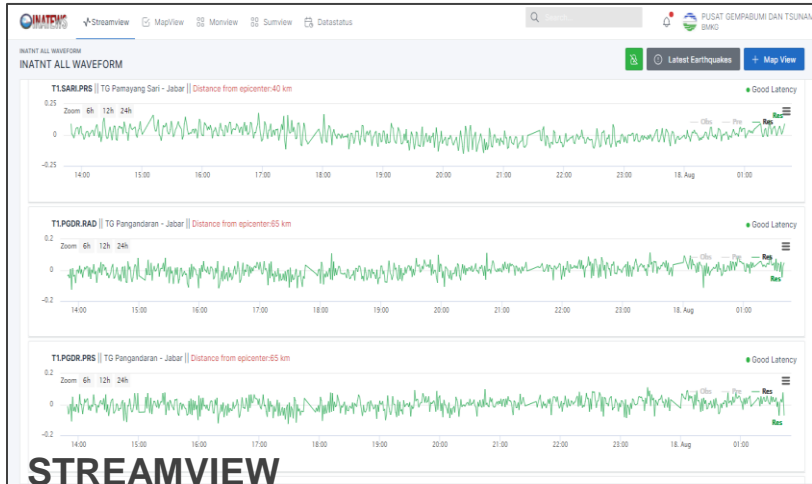 INATEWS Streamview MapView Monview Sumview Datastatus Search... PUSAT GEMPABUMI DAN TSUNAM
BMKG
INATNT ALL WAVEFORM
INATNT ALL WAVEFORM
Latest Earthquakes + Map View
T1.SARI.PRS || TG Pamayang Sari - Jabar || Distance from epicenter:40 km Good Latency
0.25
Zoom 6h 12h 24h
Res
Obs Pre Res
0
-0.25
14:00 15:00 16:00 17:00 18:00 19:00 20:00 21:00 22:00 23:00 18. Aug 01:00
T1.PGDR.RAD || TG Pangandaran - Jabar || Distance from epicenter:65 km Good Latency
0.2
Zoom 6h 12h 24h
Obs Pre Res
0
Res
-0.2
14:00 15:00 16:00 17:00 18:00 19:00 20:00 21:00 22:00 23:00 18. Aug 01:00
T1.PGDR.PRS || TG Pangandaran - Jabar || Distance from epicenter:65 km Good Latency
0.2
Zoom 6h 12h 24h
Obs Pre Res
0
Res
-0.2
14:00 15:00 16:00 17:00 18:00 19:00 20:00 21:00 22:00 23:00 18. Aug 01:00
STREAMVIEW